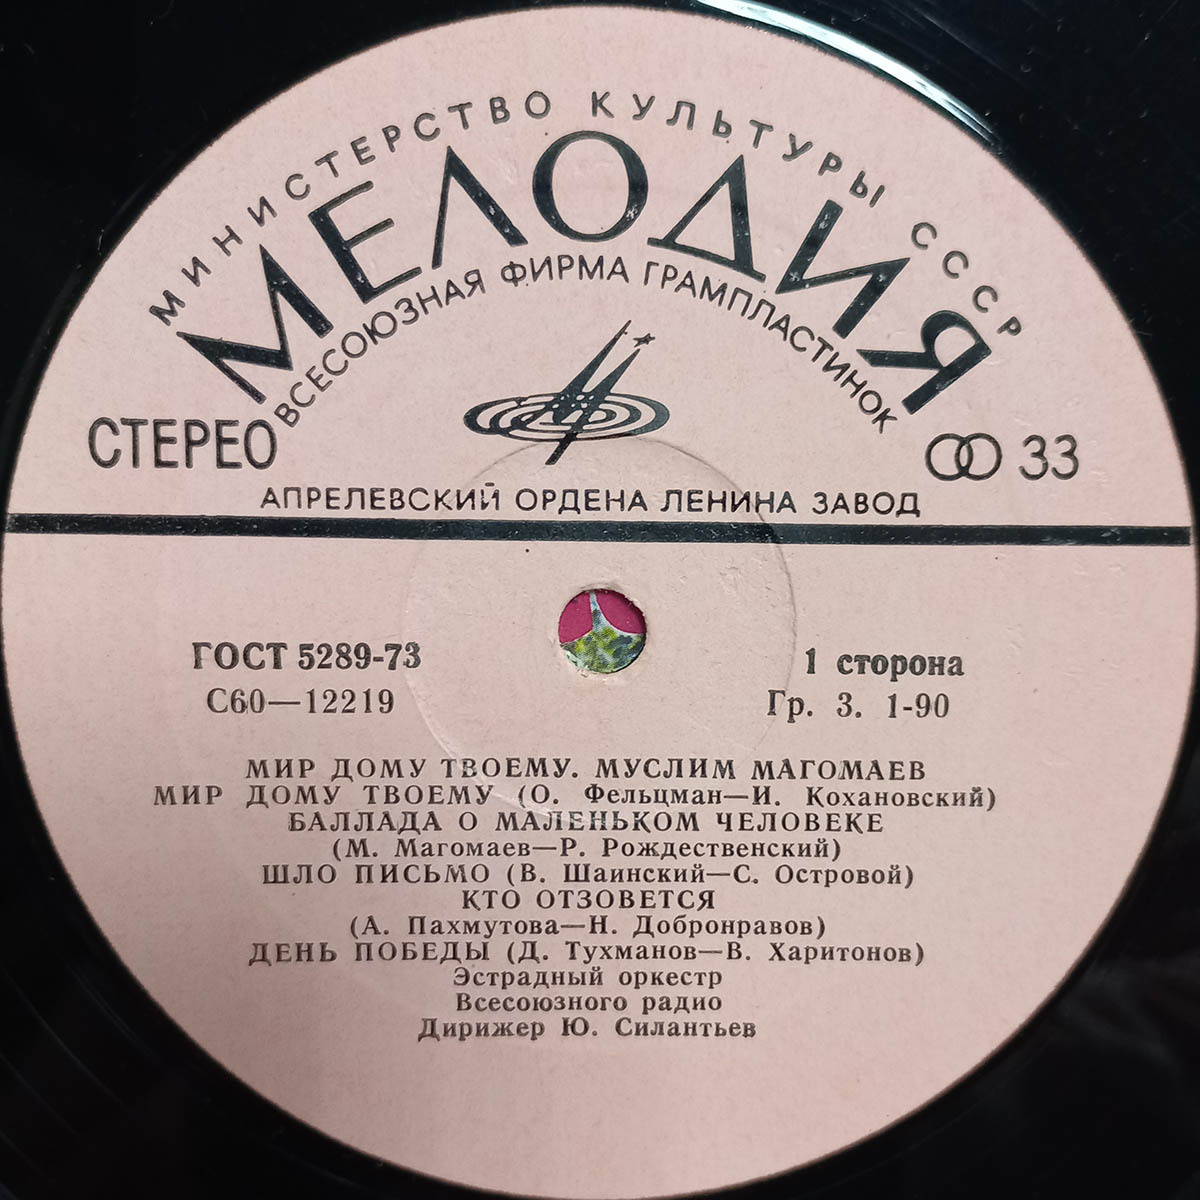 МИНИСТЕРСТВО КУЛЬТУРЫ СССР
МЕЛОДИЯ
ВСЕСОЮЗНАЯ ФИРМА ГРАМПЛАСТИНОК
СТЕРЕО
33
АПРЕЛЕВСКИЙ ОРДЕНА ЛЕНИНА ЗАВОД
ГОСТ 5289-73
1 сторона
С60—12219
Гр. 3. 1-90
МИР ДОМУ ТВОЕМУ. МУСЛИМ МАГОМАЕВ
МИР ДОМУ ТВОЕМУ (О. Фельцман—И. Кохановский)
БАЛЛАДА О МАЛЕНЬКОМ ЧЕЛОВЕКЕ
(М. Магомаев—Р. Рождественский)
ШЛО ПИСЬМО (В. Шаинский—С. Островой)
КТО ОТЗОВЕТСЯ
(А. Пахмутова—Н. Добронравов)
ДЕНЬ ПОБЕДЫ (Д. Тухманов—В. Харитонов)
Эстрадный оркестр
Всесоюзного радио
Дирижер Ю. Силантьев